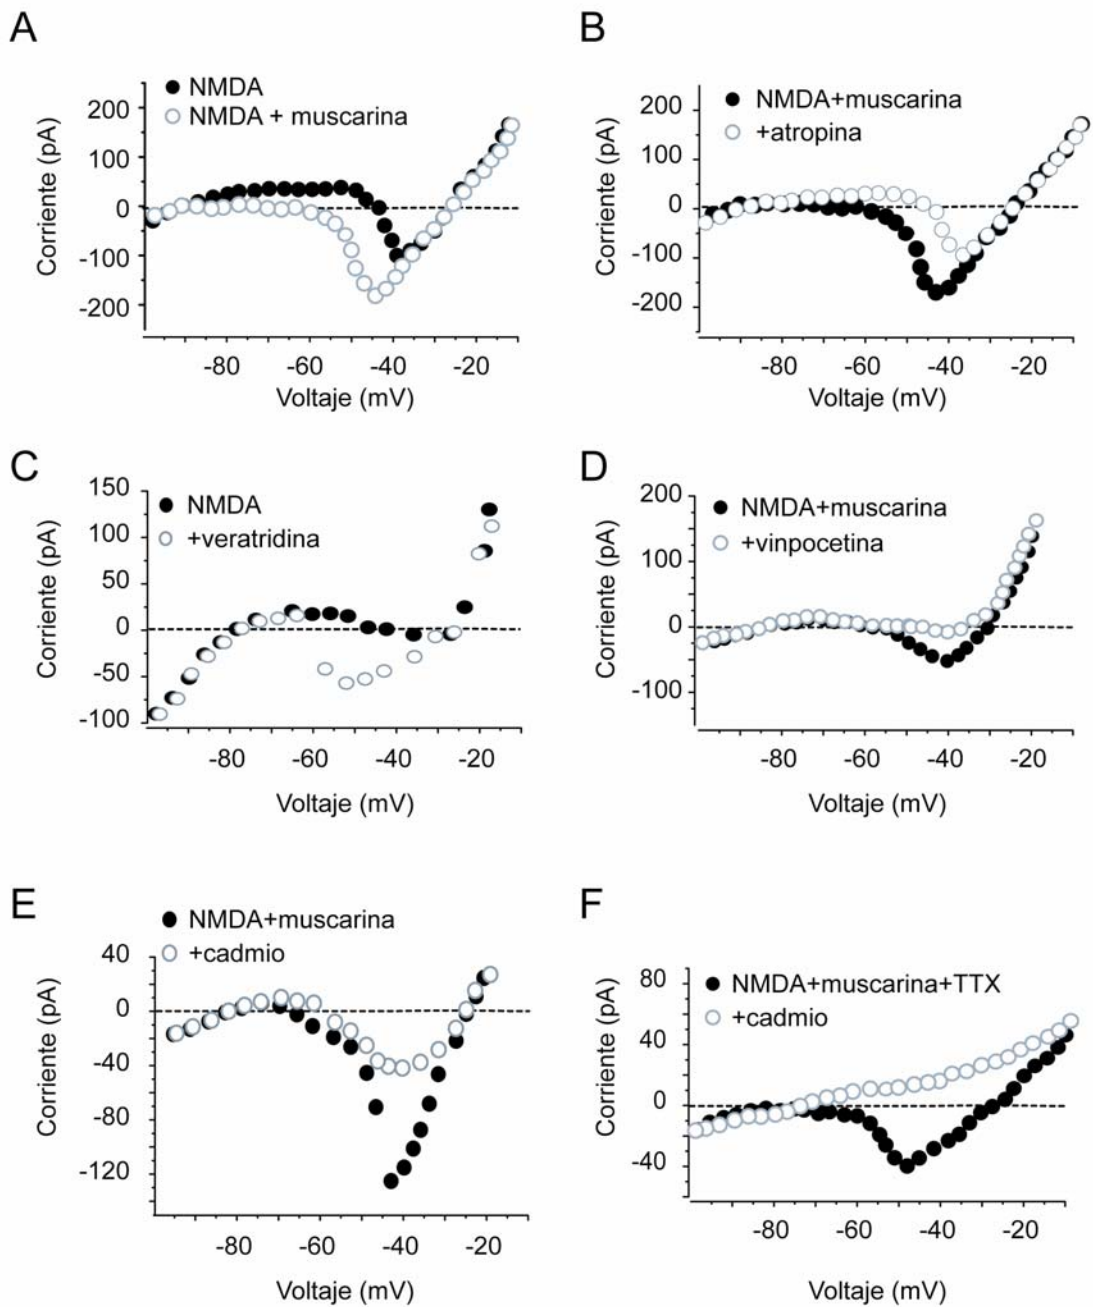 A
NMDA
NMDA + muscarina
Corriente (pA)
200
100
0
-100
-200
-80
-60
-40
-20
Voltaje (mV)
B
NMDA+muscarina
+atropina
Corriente (pA)
200
100
0
-100
-200
-80
-60
-40
-20
Voltaje (mV)
C
NMDA
+veratridina
Corriente (pA)
150
100
50
0
-50
-100
-80
-60
-40
-20
Voltaje (mV)
D
NMDA+muscarina
+vinpocetina
Corriente (pA)
200
100
0
-100
-80
-60
-40
-20
Voltaje (mV)
E
NMDA+muscarina
+cadmio
Corriente (pA)
40
0
-40
-80
-120
-80
-60
-40
-20
Voltaje (mV)
F
NMDA+muscarina+TTX
+cadmio
Corriente (pA)
80
40
0
-40
-80
-60
-40
-20
Voltaje (mV)